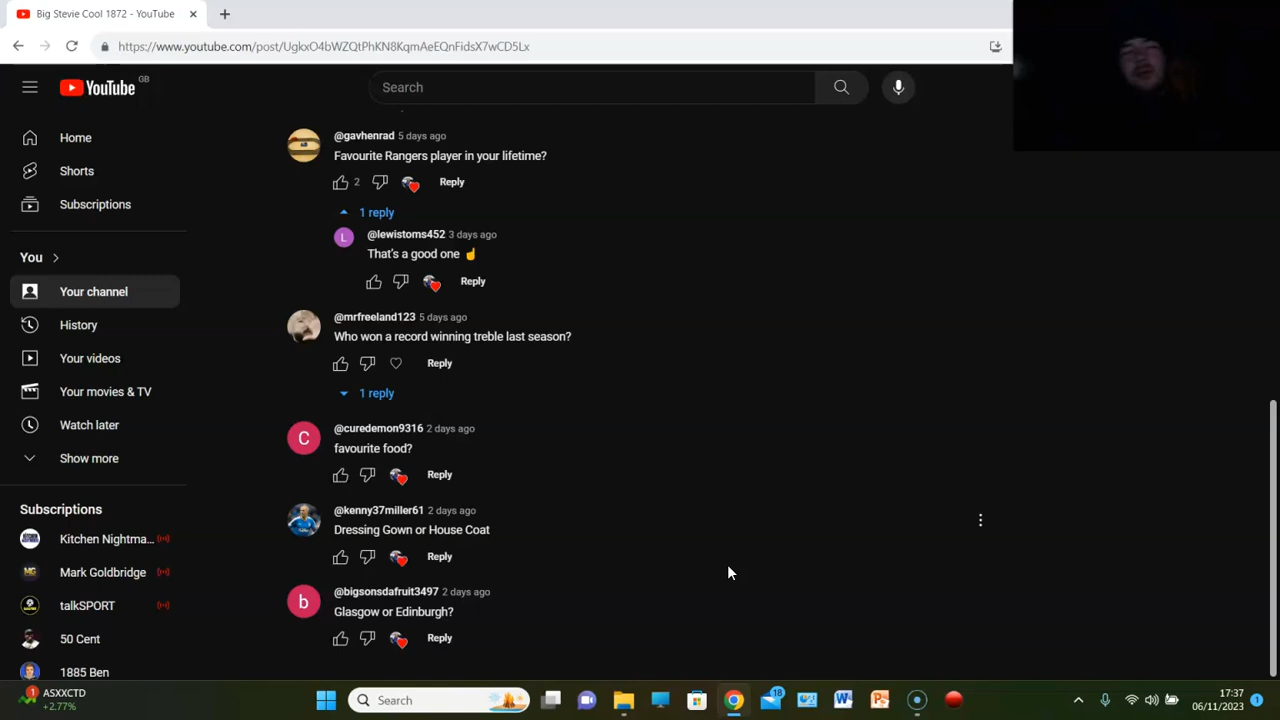 Big Stevie Cool 1872 - YouTube
https://www.youtube.com/post/UgkxO4bWZQtPhKN8KqmAeEQnFidsX7wCD5Lx
YouTube GB
Search
Home
Shorts
Subscriptions
You
Your channel
History
Your videos
Your movies & TV
Watch later
Show more
Subscriptions
Kitchen Nightma...
Mark Goldbridge
talkSPORT
50 Cent
1885 Ben
@gavhenrad 5 days ago
Favourite Rangers player in your lifetime?
2 Reply
1 reply
L @lewistoms452 3 days ago
That's a good one ☝
Reply
@mrfreeland123 5 days ago
Who won a record winning treble last season?
Reply
1 reply
C @curedemon9316 2 days ago
favourite food?
Reply
@kenny37miller61 2 days ago
Dressing Gown or House Coat
Reply
b @bigsonsdafruit3497 2 days ago
Glasgow or Edinburgh?
Reply
1 ASXXCTD
+2.77%
Search
18
17:37
06/11/2023
1